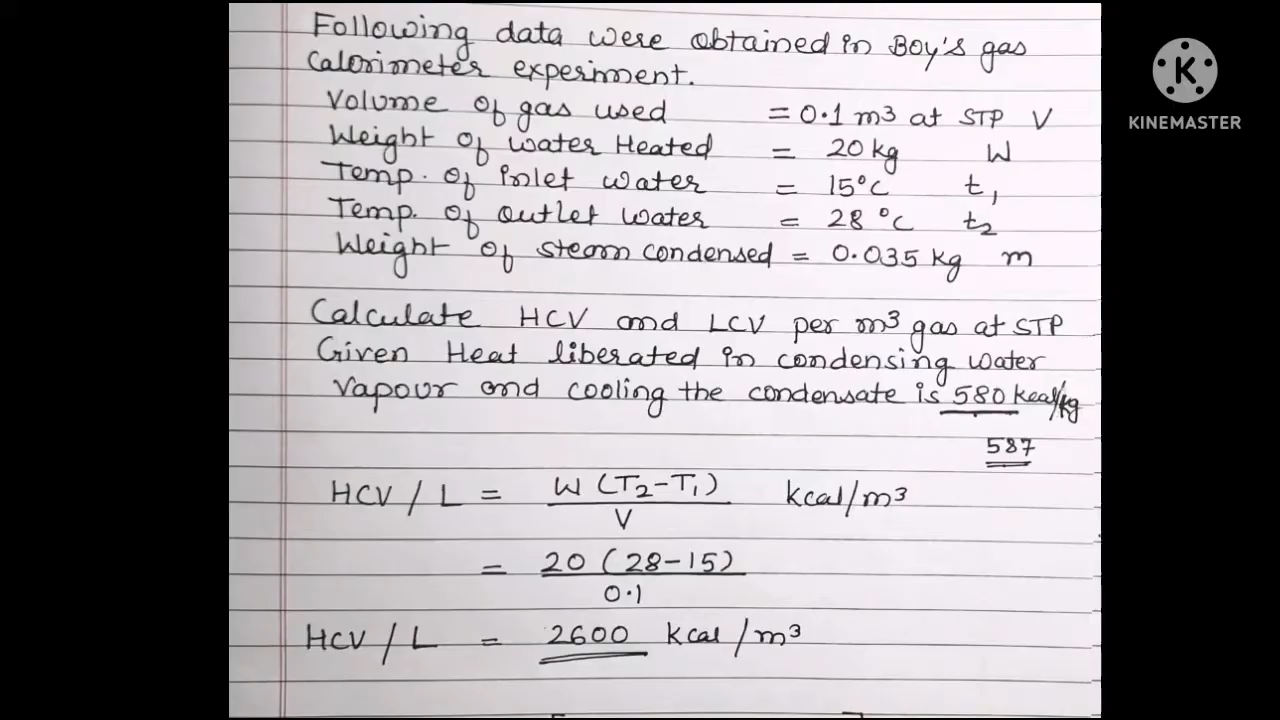 Following data were obtained in Boy's gas
Calorimeter experiment.
Volume of gas used = 0.1 m³ at STP V
Weight of water Heated = 20 kg W
Temp. of inlet water = 15°C t₁
Temp. of outlet water = 28°C t₂
Weight of steam condensed = 0.035 kg m
Calculate HCV and LCV per m³ gas at STP
Given Heat liberated in condensing water
vapour and cooling the condensate is 580 kcal/kg
587
HCV / L = W (T₂-T₁) / V kcal/m³
= 20 (28-15) / 0.1
HCV / L = 2600 kcal/m³
K
KINEMASTER